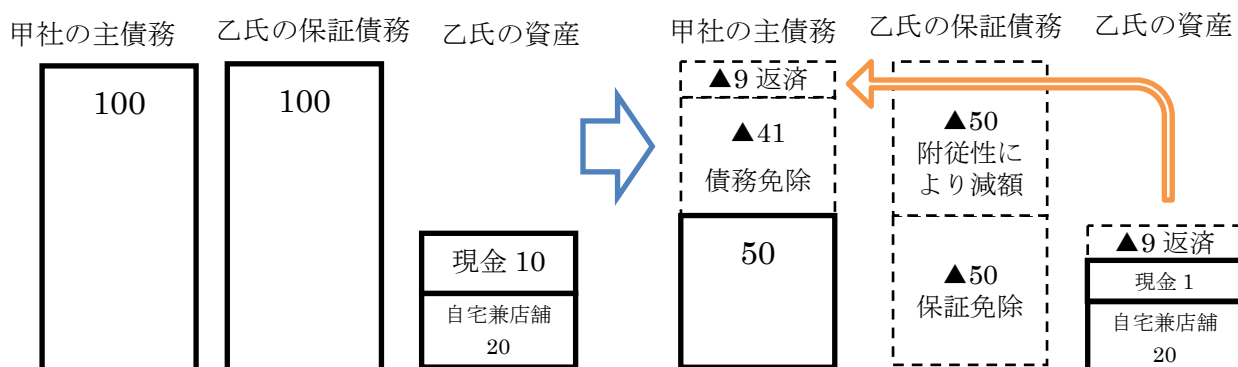 甲社の主債務
乙氏の保証債務
乙氏の資産
100
100
現金 10
自宅兼店舗
20
甲社の主債務
乙氏の保証債務
乙氏の資産
▲9 返済
▲41
債務免除
50
▲50
附従性に
より減額
▲50
保証免除
▲9 返済
現金 1
自宅兼店舗
20